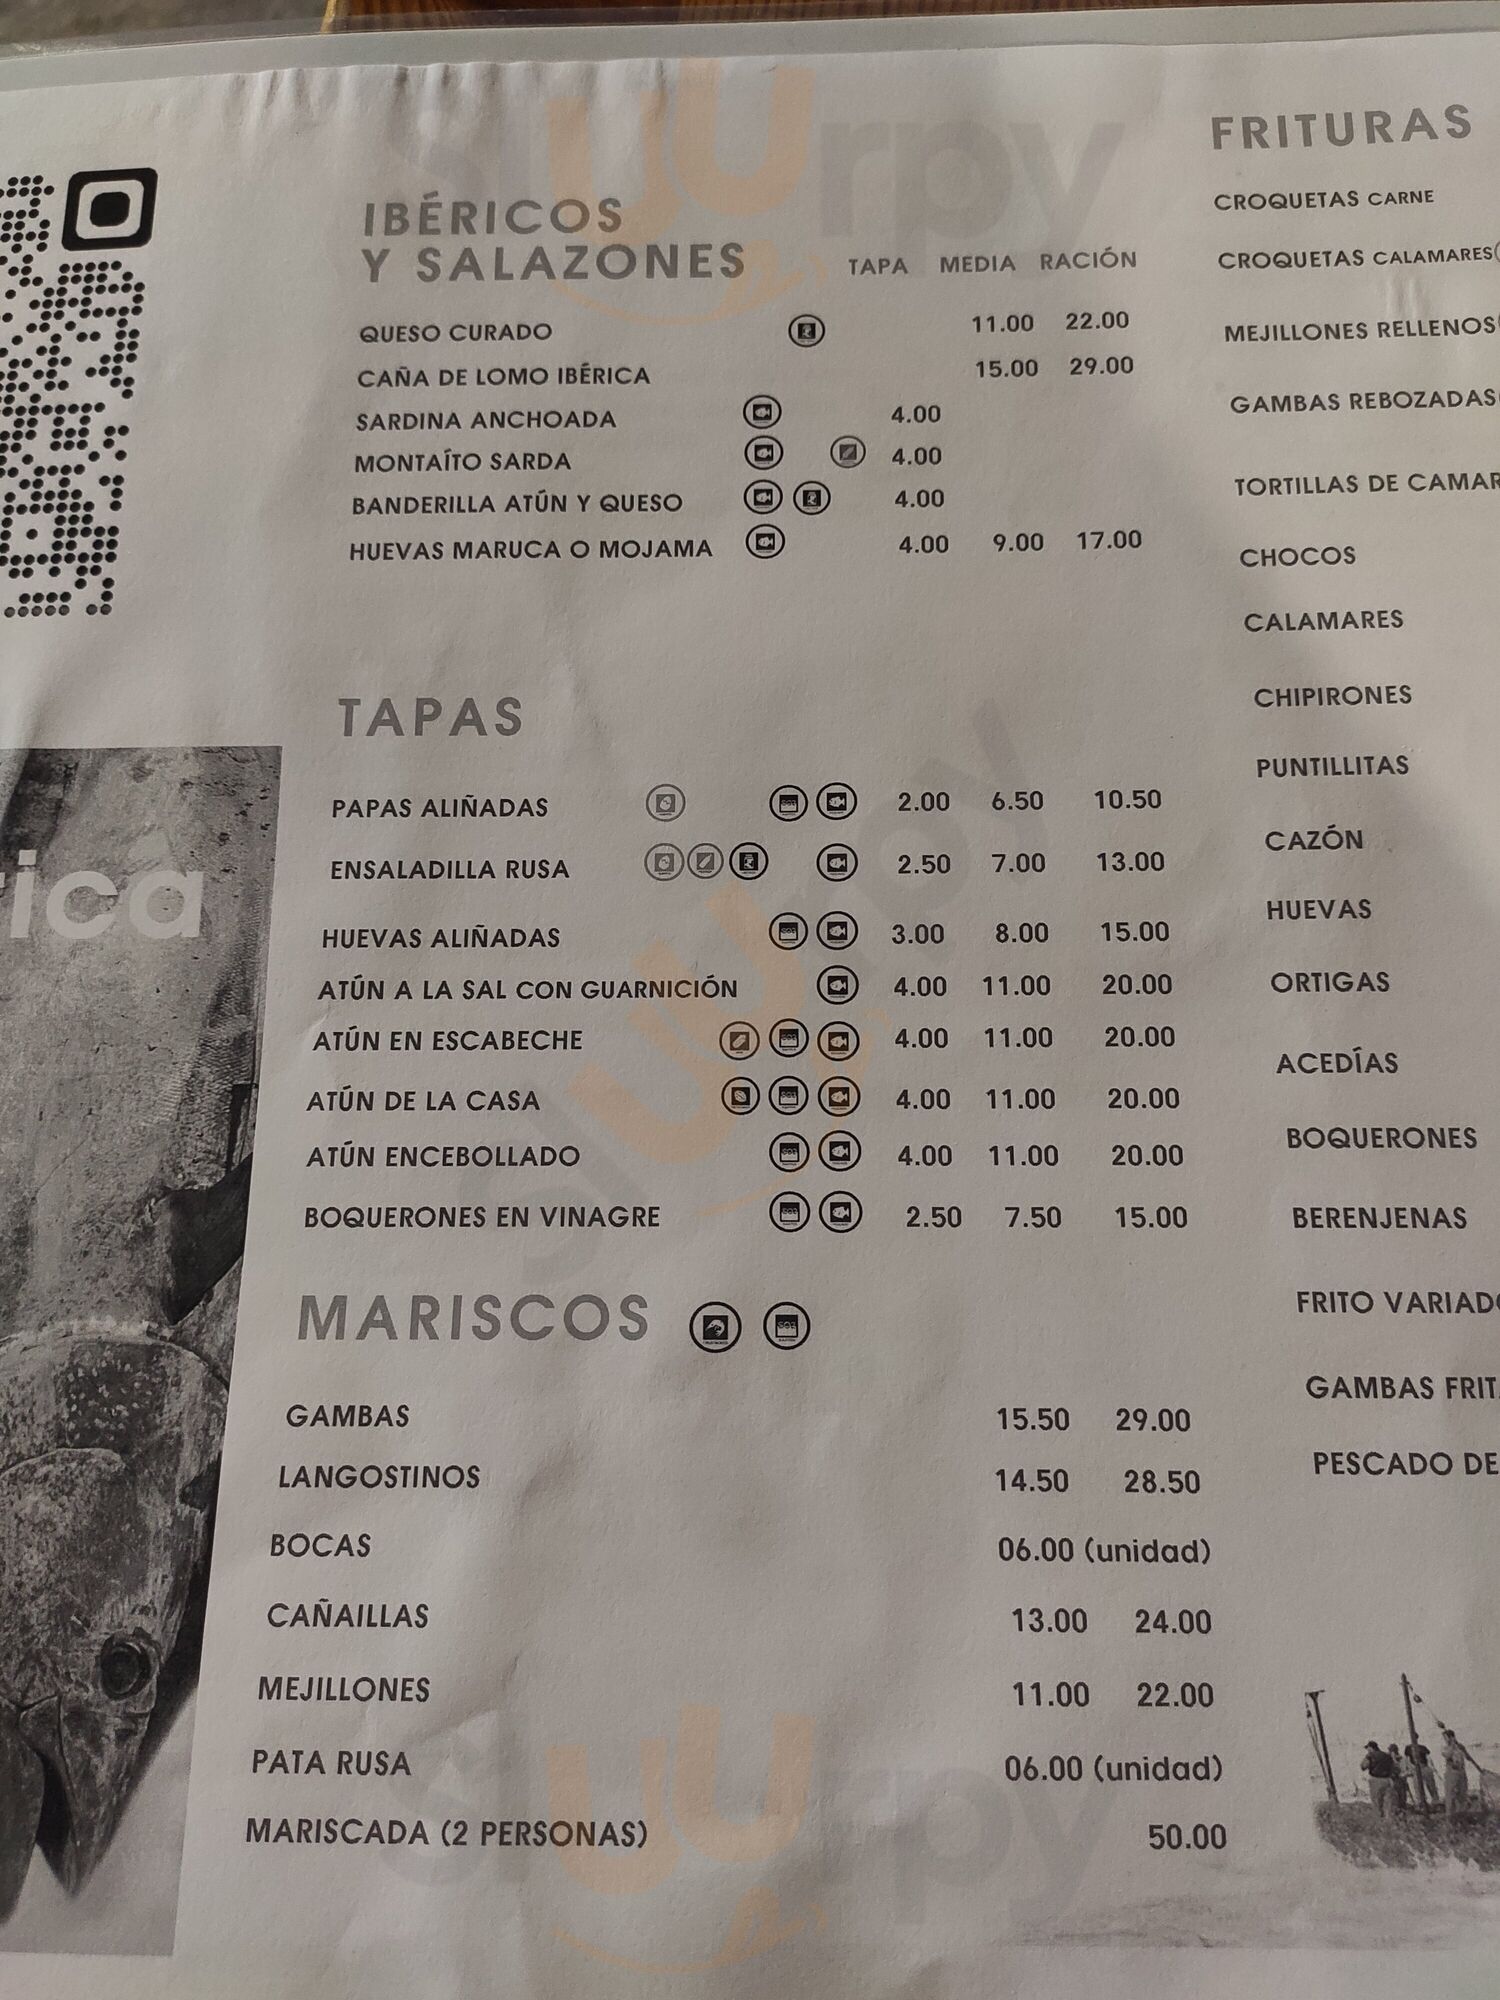 IBÉRICOS
Y SALAZONES TAPA MEDIA RACIÓN
QUESO CURADO 11.00 22.00
CAÑA DE LOMO IBÉRICA 15.00 29.00
SARDINA ANCHOADA 4.00
MONTAÍTO SARDA 4.00
BANDERILLA ATÚN Y QUESO 4.00
HUEVAS MARUCA O MOJAMA 4.00 9.00 17.00
TAPAS
PAPAS ALIÑADAS 2.00 6.50 10.50
ENSALADILLA RUSA 2.50 7.00 13.00
HUEVAS ALIÑADAS 3.00 8.00 15.00
ATÚN A LA SAL CON GUARNICIÓN 4.00 11.00 20.00
ATÚN EN ESCABECHE 4.00 11.00 20.00
ATÚN DE LA CASA 4.00 11.00 20.00
ATÚN ENCEBOLLADO 4.00 11.00 20.00
BOQUERONES EN VINAGRE 2.50 7.50 15.00
MARISCOS
GAMBAS 15.50 29.00
LANGOSTINOS 14.50 28.50
BOCAS 06.00 (unidad)
CAÑAILLAS 13.00 24.00
MEJILLONES 11.00 22.00
PATA RUSA 06.00 (unidad)
MARISCADA (2 PERSONAS) 50.00
FRITURAS
CROQUETAS CARNE
CROQUETAS CALAMARES
MEJILLONES RELLENOS
GAMBAS REBOZADAS
TORTILLAS DE CAMAR
CHOCOS
CALAMARES
CHIPIRONES
PUNTILLITAS
CAZÓN
HUEVAS
ORTIGAS
ACEDÍAS
BOQUERONES
BERENJENAS
FRITO VARIADO
GAMBAS FRIT
PESCADO DE
rica
slurpy
slurpy
slurpy